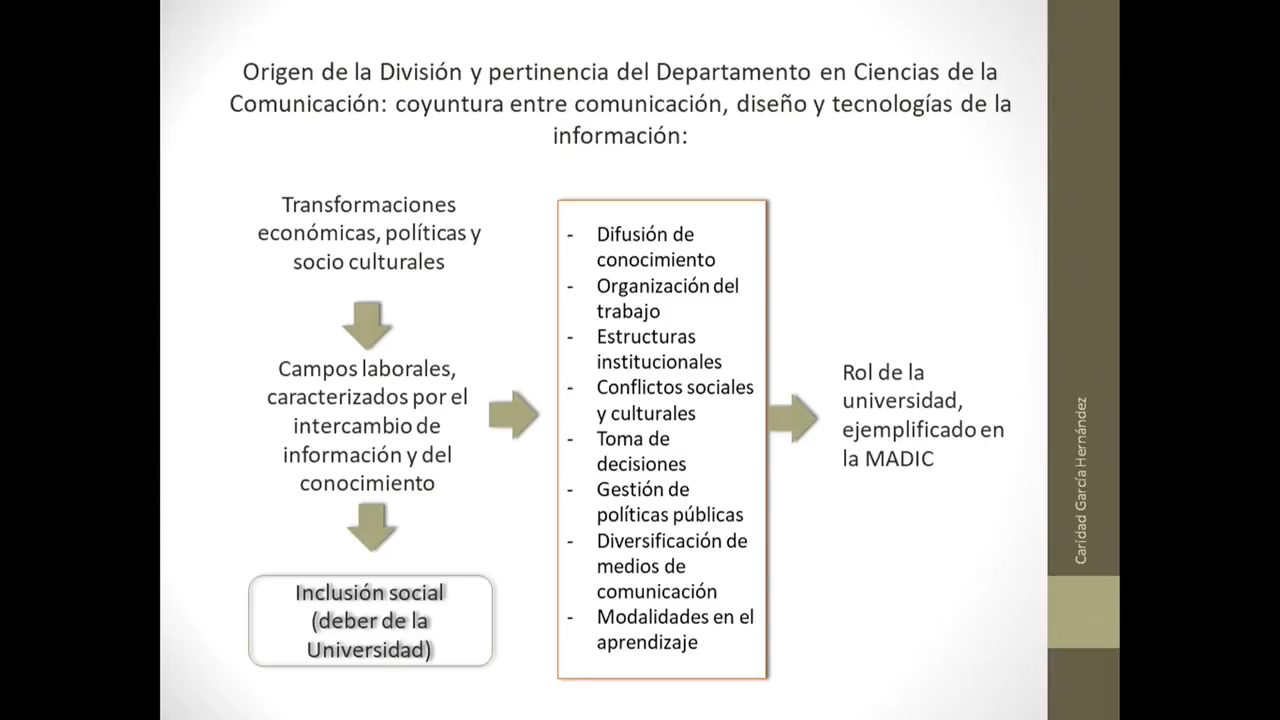 Origen de la División y pertinencia del Departamento en Ciencias de la
Comunicación: coyuntura entre comunicación, diseño y tecnologías de la
información:
Transformaciones
económicas, políticas y
socio culturales
Campos laborales,
caracterizados por el
intercambio de
información y del
conocimiento
Inclusión social
(deber de la
Universidad)
- Difusión de
conocimiento
- Organización del
trabajo
- Estructuras
institucionales
- Conflictos sociales
y culturales
- Toma de
decisiones
- Gestión de
políticas públicas
- Diversificación de
medios de
comunicación
- Modalidades en el
aprendizaje
Rol de la
universidad,
ejemplificado en
la MADIC
Caridad García Hernández